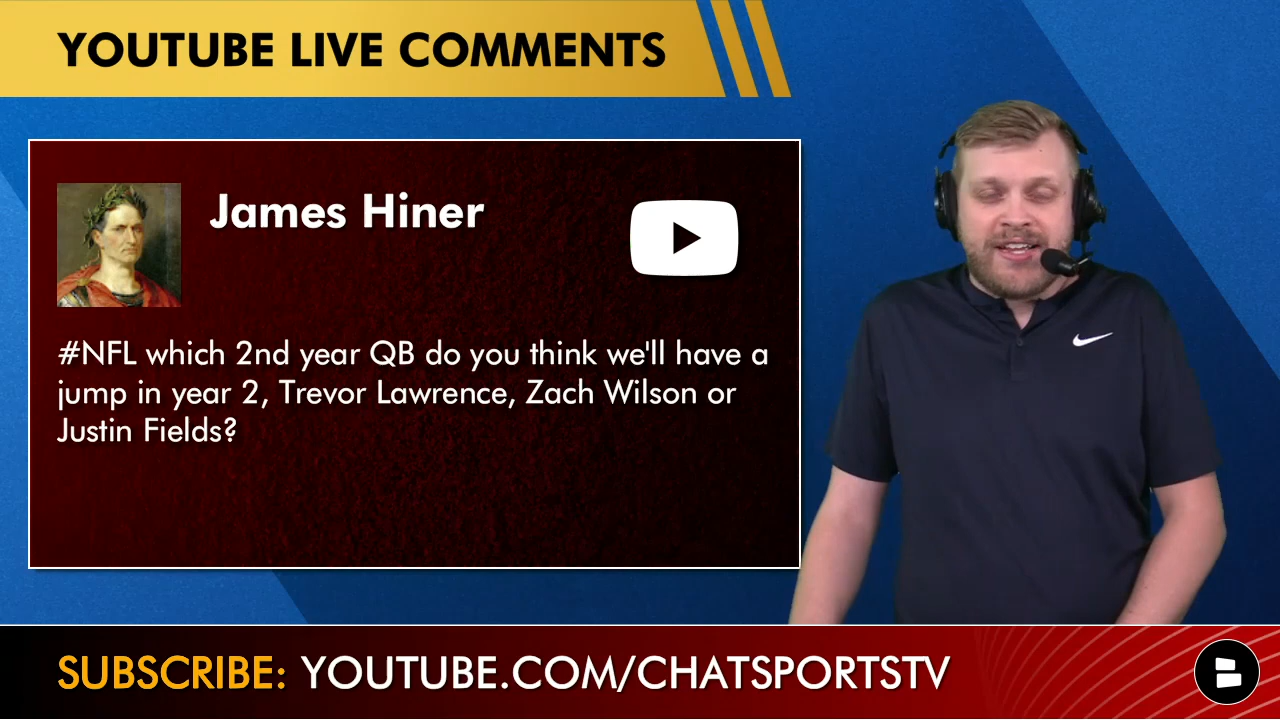 YOUTUBE LIVE COMMENTS
James Hiner
#NFL which 2nd year QB do you think we'll have a
jump in year 2, Trevor Lawrence, Zach Wilson or
Justin Fields?
SUBSCRIBE: YOUTUBE.COM/CHATSPORTSTV